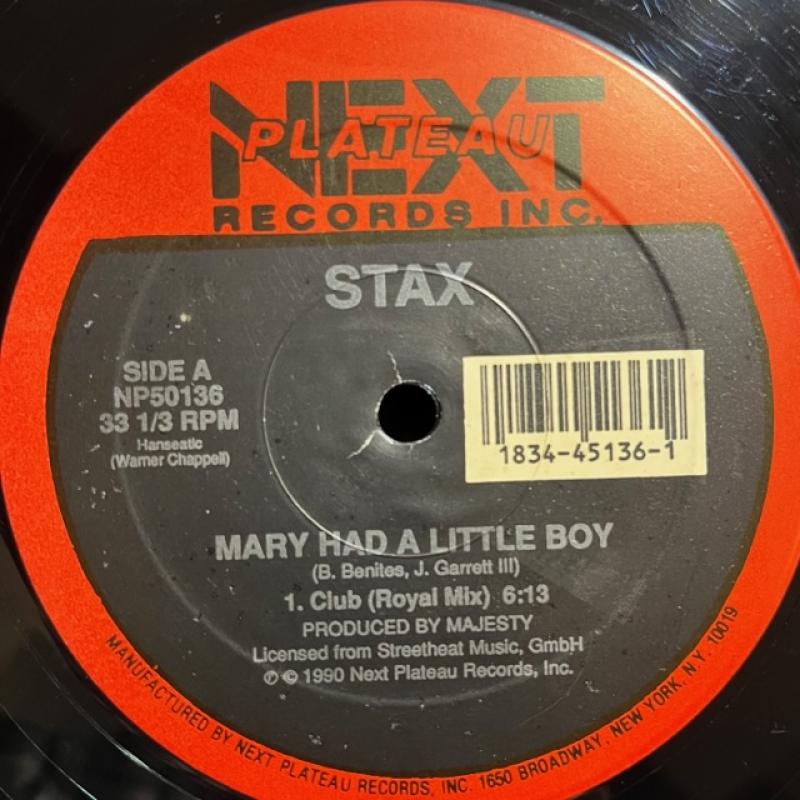 NEXT
PLATEAU
RECORDS INC.
STAX
SIDE A
NP50136
33 1/3 RPM
Hanseatic
(Warner Chappell)
1834-45136-1
MARY HAD A LITTLE BOY
(B. Benites, J. Garrett III)
1. Club (Royal Mix) 6:13
PRODUCED BY MAJESTY
Licensed from Streetheat Music, GmbH
℗ © 1990 Next Plateau Records, Inc.
MANUFACTURED BY NEXT PLATEAU RECORDS, INC. 1650 BROADWAY, NEW YORK, N.Y. 10019